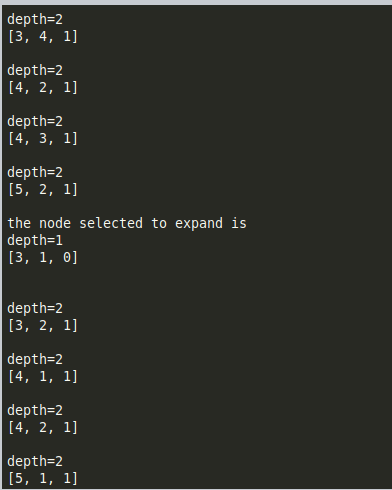 depth=2
[3, 4, 1]
depth=2
[4, 2, 1]
depth=2
[4, 3, 1]
depth=2
[5, 2, 1]
the node selected to expand is
depth=1
[3, 1, 0]
depth=2
[3, 2, 1]
depth=2
[4, 1, 1]
depth=2
[4, 2, 1]
depth=2
[5, 1, 1]